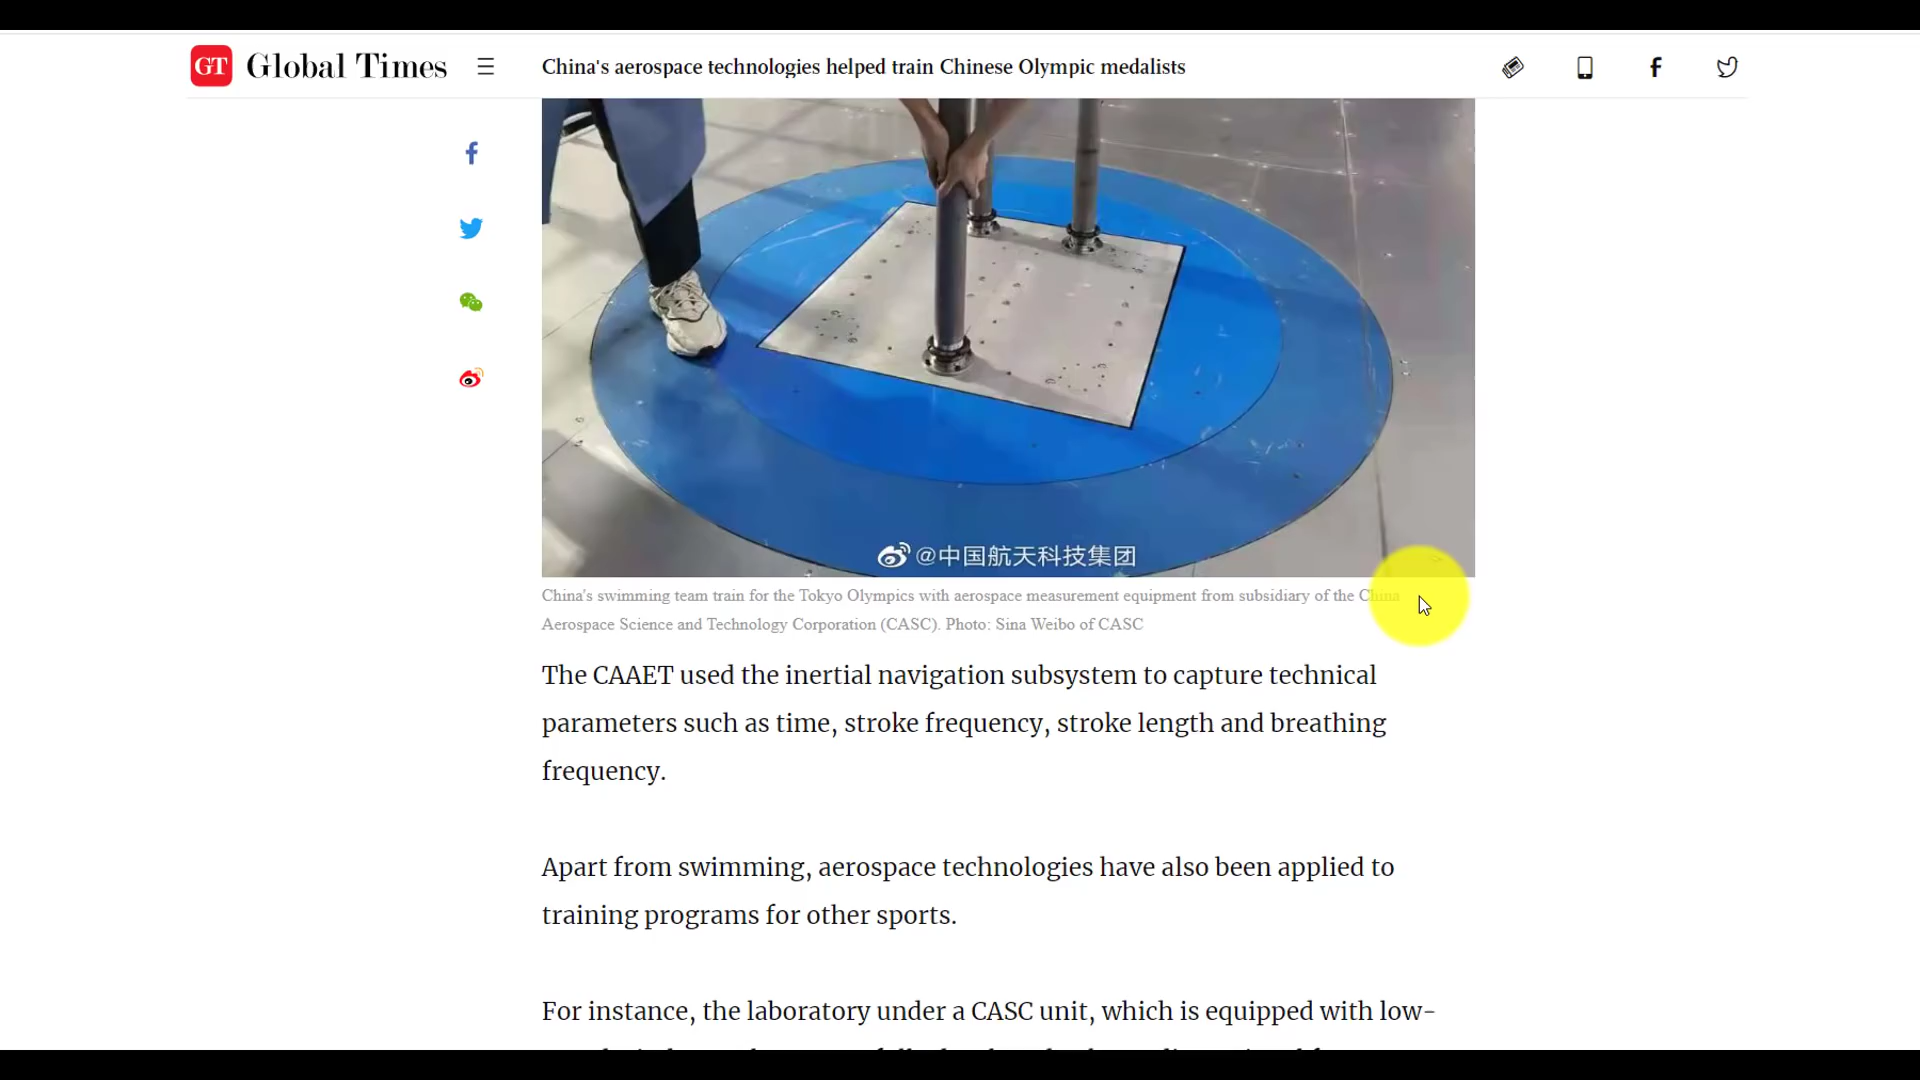 GT Global Times
China's aerospace technologies helped train Chinese Olympic medalists
@中国航天科技集团
China's swimming team train for the Tokyo Olympics with aerospace measurement equipment from subsidiary of the China
Aerospace Science and Technology Corporation (CASC). Photo: Sina Weibo of CASC
The CAAET used the inertial navigation subsystem to capture technical
parameters such as time, stroke frequency, stroke length and breathing
frequency.
Apart from swimming, aerospace technologies have also been applied to
training programs for other sports.
For instance, the laboratory under a CASC unit, which is equipped with low-